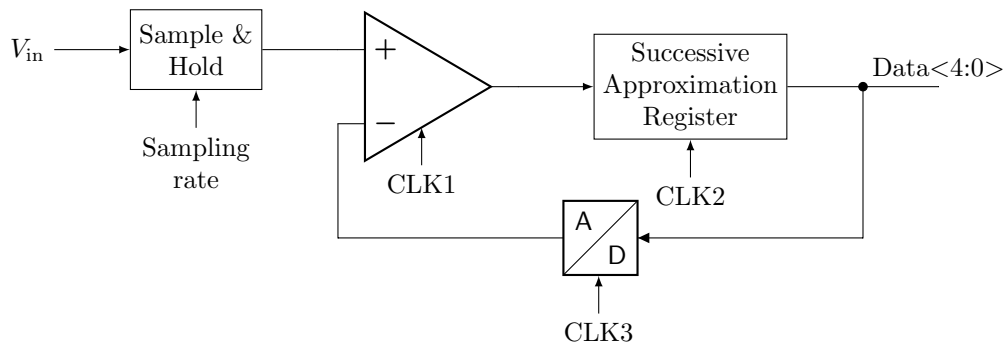 V_in
Sample &
Hold
Sampling
rate
+
−
CLK1
Successive
Approximation
Register
CLK2
Data<4:0>
A
D
CLK3